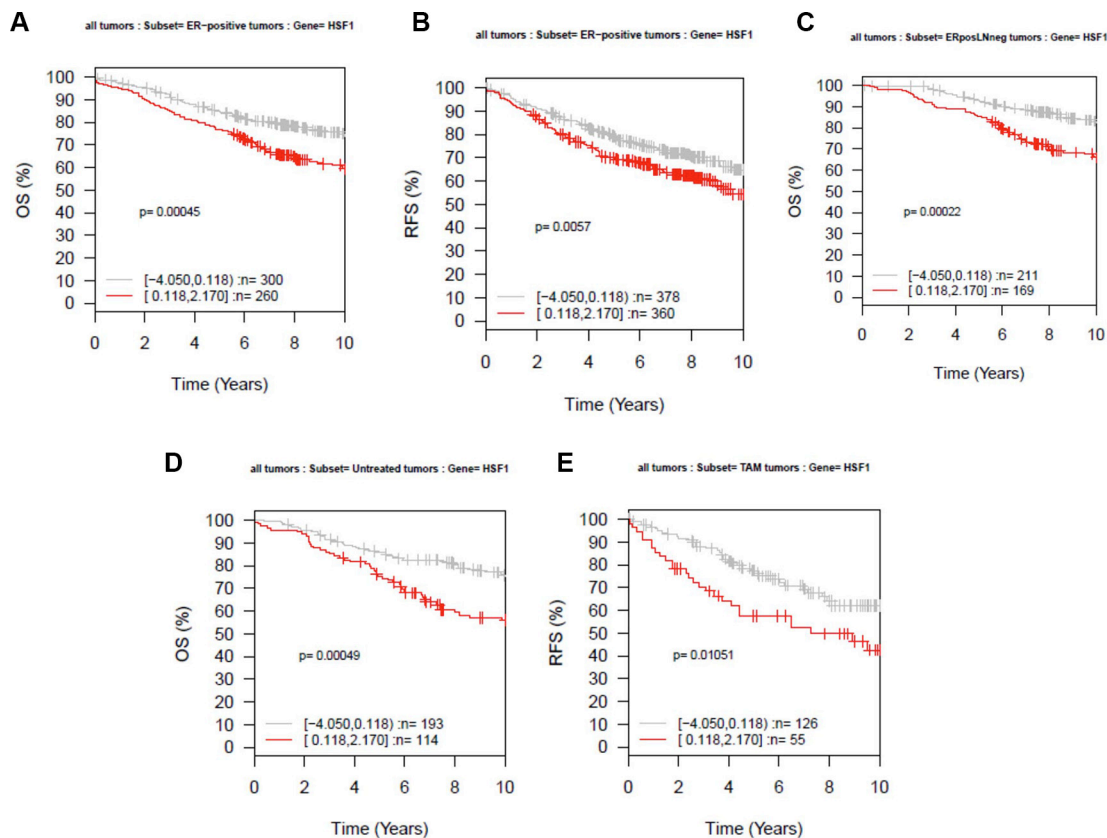 A
all tumors : Subset= ER−positive tumors : Gene= HSF1
100
90
80
70
60
50
40
30
20
10
0
OS (%)
p= 0.00045
[−4.050,0.118) :n= 300
[ 0.118,2.170] :n= 260
0 2 4 6 8 10
Time (Years)
B
all tumors : Subset= ER−positive tumors : Gene= HSF1
100
90
80
70
60
50
40
30
20
10
0
RFS (%)
p= 0.0057
[−4.050,0.118) :n= 378
[ 0.118,2.170] :n= 360
0 2 4 6 8 10
Time (Years)
C
all tumors : Subset= ERposLNneg tumors : Gene= HSF1
100
90
80
70
60
50
40
30
20
10
0
OS (%)
p= 0.00022
[−4.050,0.118) :n= 211
[ 0.118,2.170] :n= 169
0 2 4 6 8 10
Time (Years)
D
all tumors : Subset= Untreated tumors : Gene= HSF1
100
90
80
70
60
50
40
30
20
10
0
OS (%)
p= 0.00049
[−4.050,0.118) :n= 193
[ 0.118,2.170] :n= 114
0 2 4 6 8 10
Time (Years)
E
all tumors : Subset= TAM tumors : Gene= HSF1
100
90
80
70
60
50
40
30
20
10
0
RFS (%)
p= 0.01051
[−4.050,0.118) :n= 126
[ 0.118,2.170] :n= 55
0 2 4 6 8 10
Time (Years)